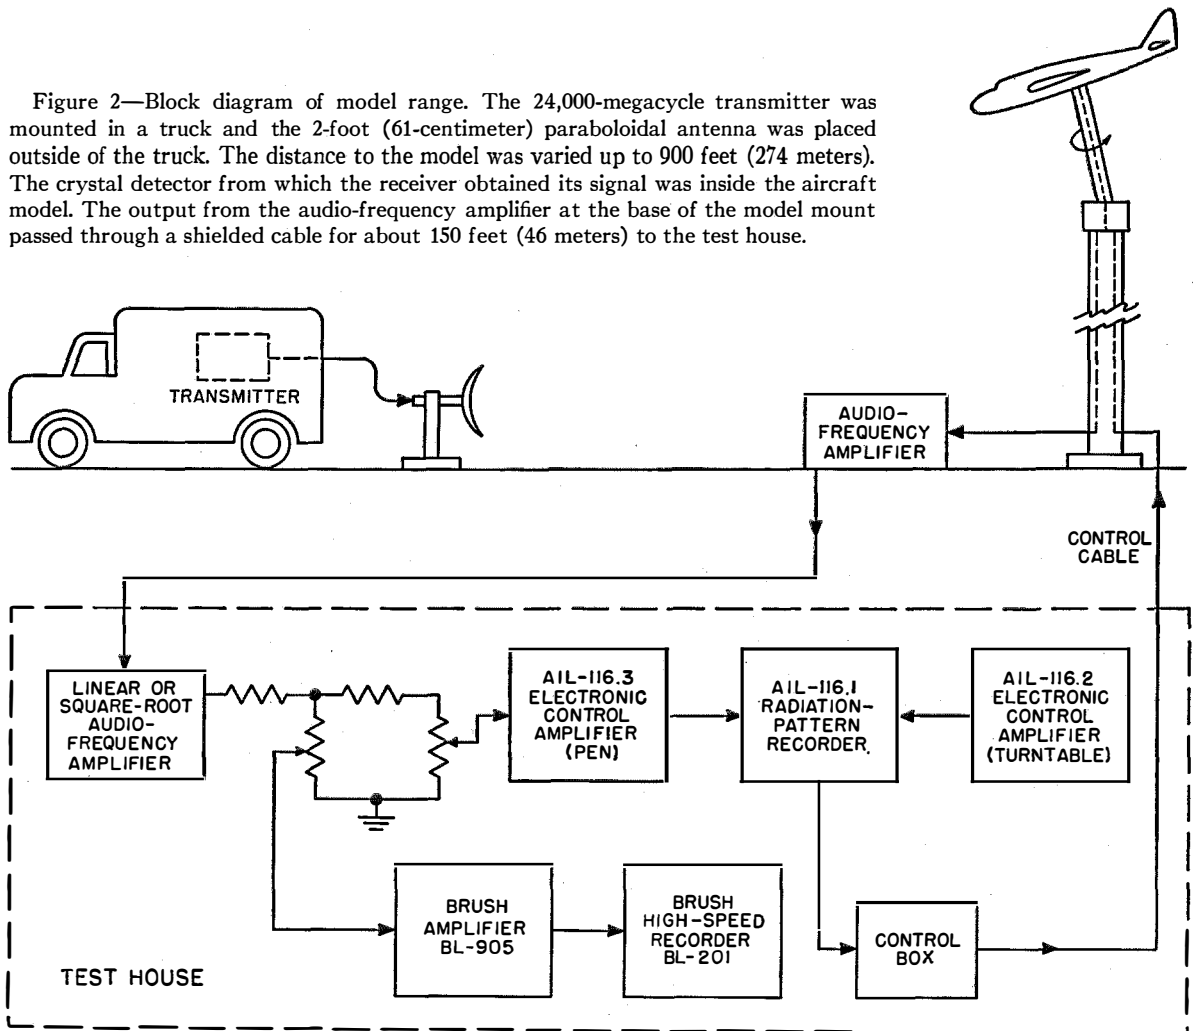 Figure 2—Block diagram of model range. The 24,000-megacycle transmitter was
mounted in a truck and the 2-foot (61-centimeter) paraboloidal antenna was placed
outside of the truck. The distance to the model was varied up to 900 feet (274 meters).
The crystal detector from which the receiver obtained its signal was inside the aircraft
model. The output from the audio-frequency amplifier at the base of the model mount
passed through a shielded cable for about 150 feet (46 meters) to the test house.
TRANSMITTER
AUDIO-
FREQUENCY
AMPLIFIER
CONTROL
CABLE
LINEAR OR
SQUARE-ROOT
AUDIO-
FREQUENCY
AMPLIFIER
AIL-116.3
ELECTRONIC
CONTROL
AMPLIFIER
(PEN)
AIL-116.1
RADIATION-
PATTERN
RECORDER.
AIL-116.2
ELECTRONIC
CONTROL
AMPLIFIER
(TURNTABLE)
BRUSH
AMPLIFIER
BL-905
BRUSH
HIGH-SPEED
RECORDER
BL-201
CONTROL
BOX
TEST HOUSE